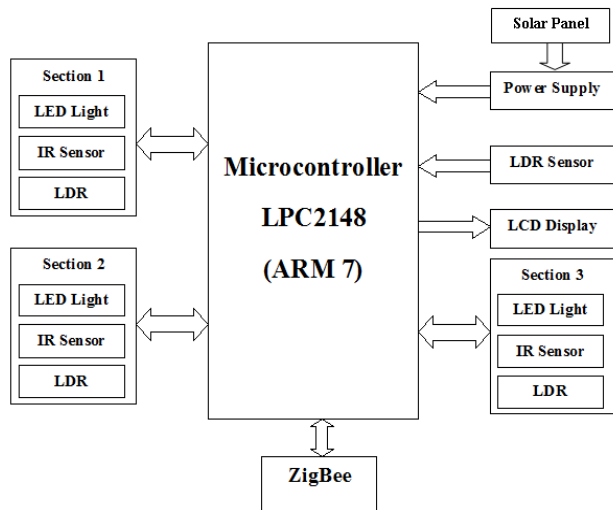 Solar Panel
Section 1
LED Light
IR Sensor
LDR
Microcontroller
LPC2148
(ARM 7)
Power Supply
LDR Sensor
LCD Display
Section 2
LED Light
IR Sensor
LDR
Section 3
LED Light
IR Sensor
LDR
ZigBee